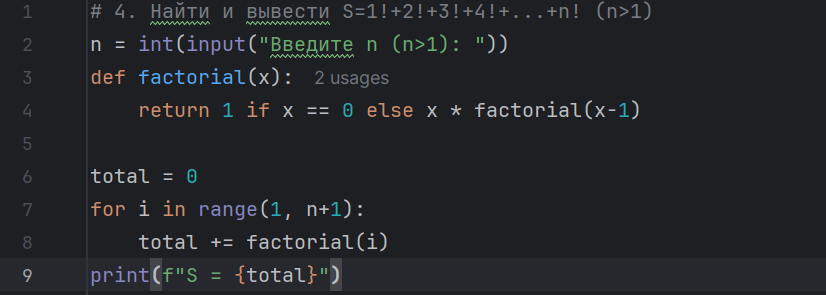 1 # 4. Найти и вывести S=1!+2!+3!+4!+...+n! (n>1)
2 n = int(input("Введите n (n>1): "))
3 def factorial(x): 2 usages
4     return 1 if x == 0 else x * factorial(x-1)
5
6 total = 0
7 for i in range(1, n+1):
8     total += factorial(i)
9 print(f"S = {total}")